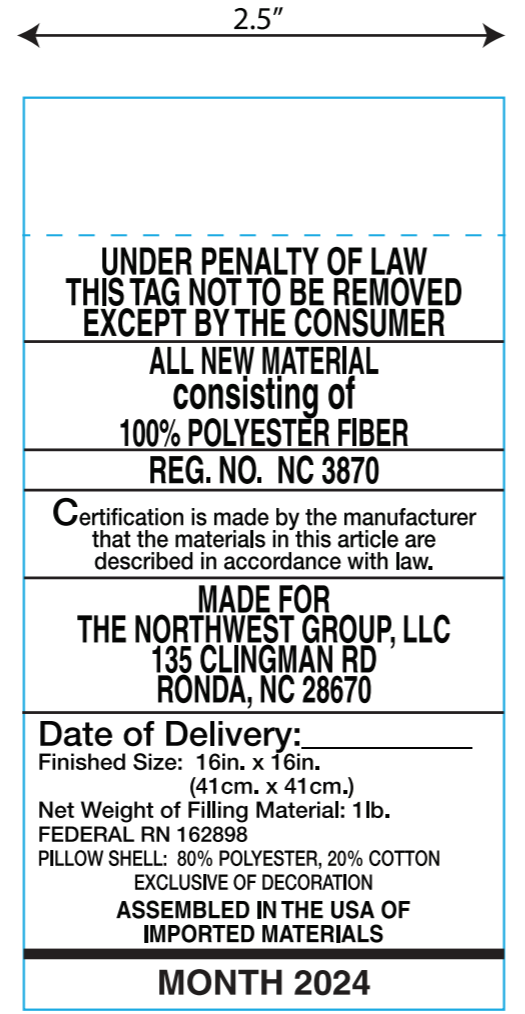 2.5"
UNDER PENALTY OF LAW
THIS TAG NOT TO BE REMOVED
EXCEPT BY THE CONSUMER
ALL NEW MATERIAL
consisting of
100% POLYESTER FIBER
REG. NO. NC 3870
Certification is made by the manufacturer
that the materials in this article are
described in accordance with law.
MADE FOR
THE NORTHWEST GROUP, LLC
135 CLINGMAN RD
RONDA, NC 28670
Date of Delivery:___________
Finished Size: 16in. x 16in.
(41cm. x 41cm.)
Net Weight of Filling Material: 1lb.
FEDERAL RN 162898
PILLOW SHELL: 80% POLYESTER, 20% COTTON
EXCLUSIVE OF DECORATION
ASSEMBLED IN THE USA OF
IMPORTED MATERIALS
MONTH 2024